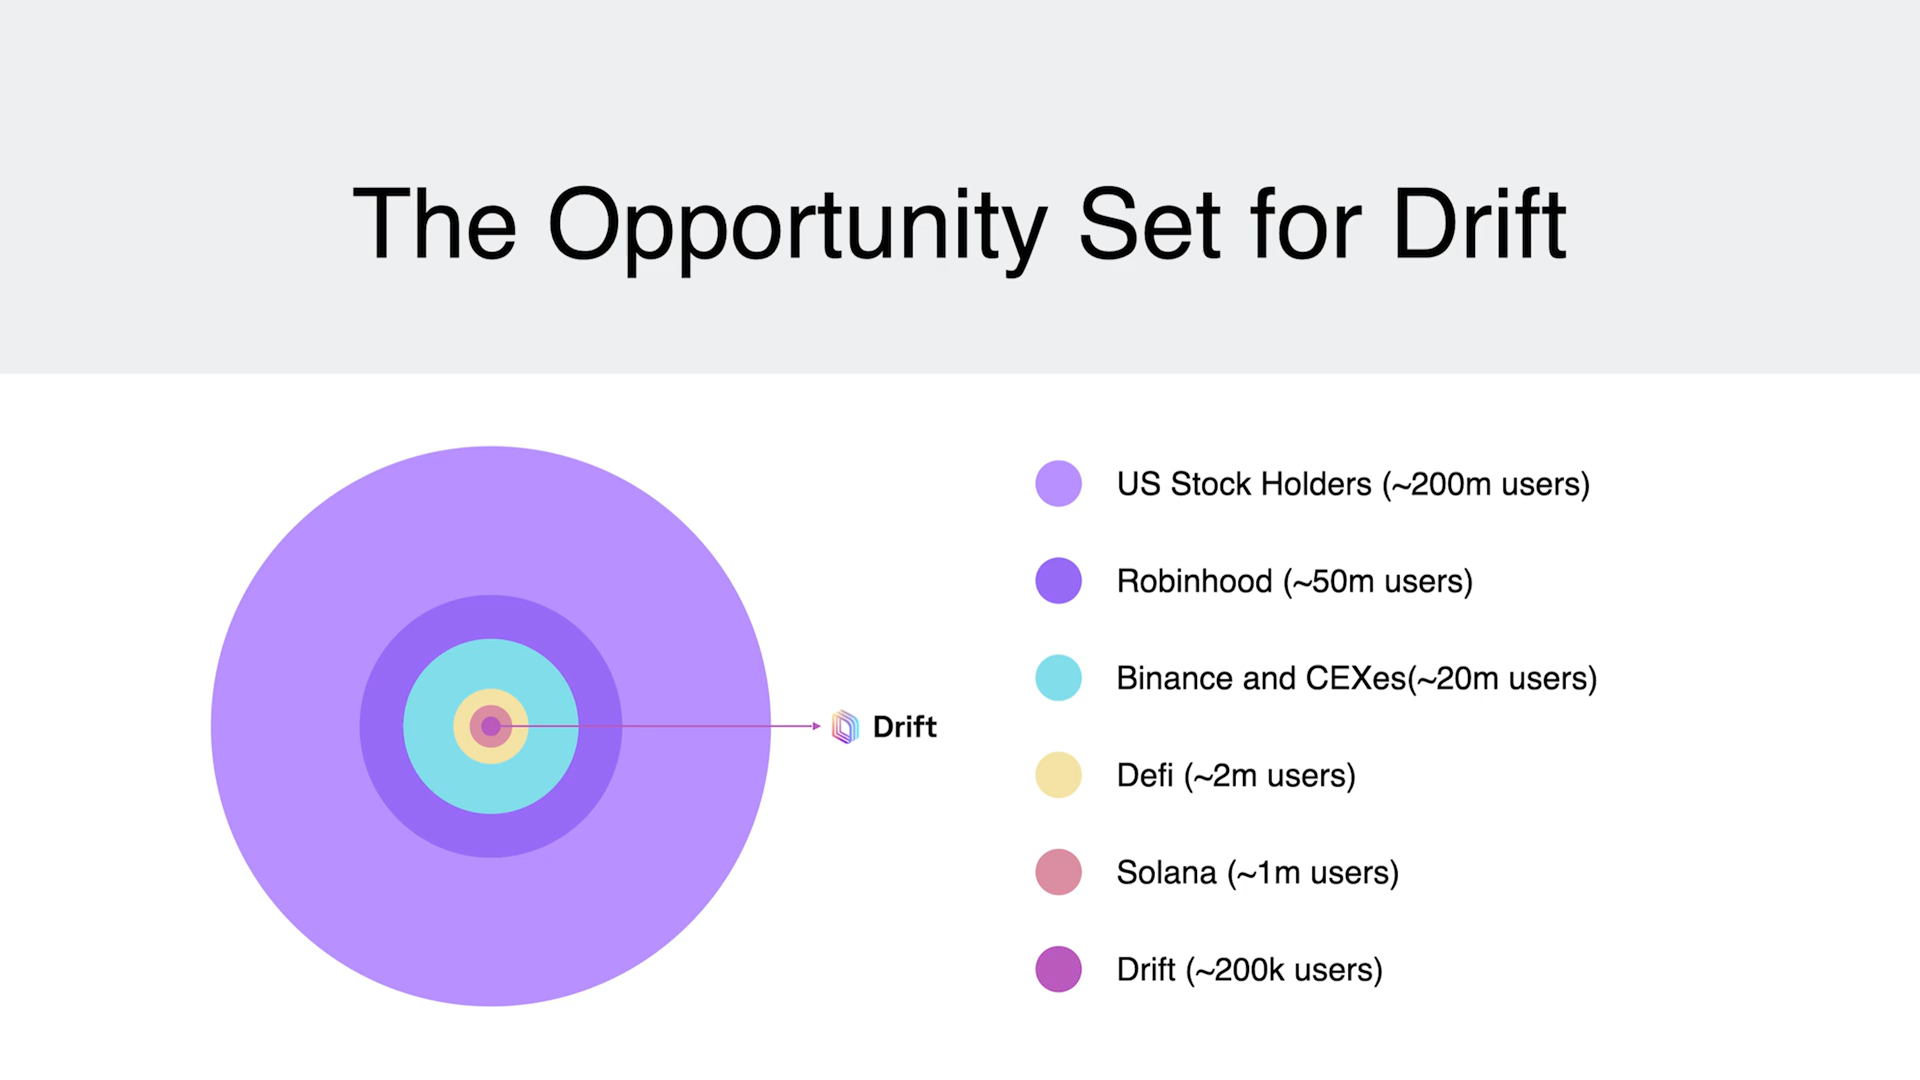 The Opportunity Set for Drift
Drift
US Stock Holders (~200m users)
Robinhood (~50m users)
Binance and CEXes(~20m users)
Defi (~2m users)
Solana (~1m users)
Drift (~200k users)